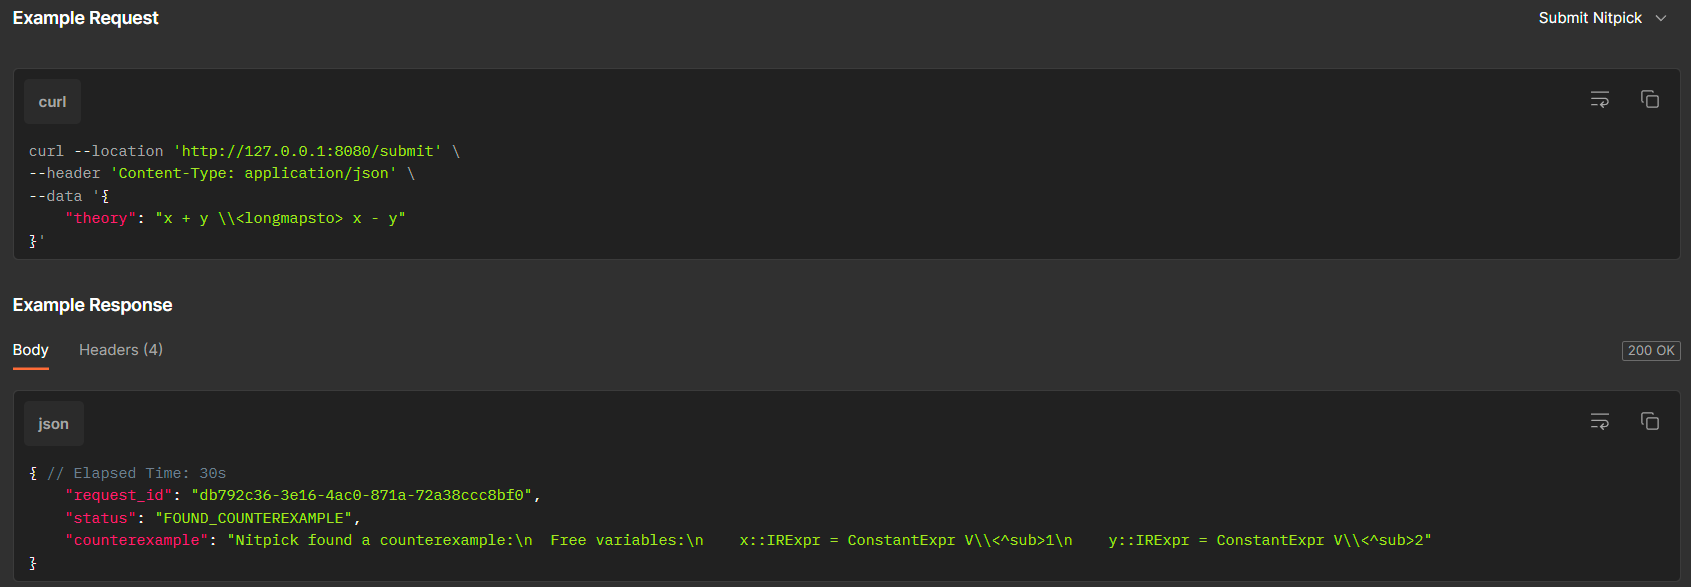 Example Request
Submit Nitpick
curl
curl --location 'http://127.0.0.1:8080/submit' \
--header 'Content-Type: application/json' \
--data '{
    "theory": "x + y \\<longmapsto> x - y"
}'
Example Response
Body Headers (4)
200 OK
json
{ // Elapsed Time: 30s
    "request_id": "db792c36-3e16-4ac0-871a-72a38ccc8bf0",
    "status": "FOUND_COUNTEREXAMPLE",
    "counterexample": "Nitpick found a counterexample:\n  Free variables:\n    x::IRExpr = ConstantExpr V\\<^sub>1\n    y::IRExpr = ConstantExpr V\\<^sub>2"
}